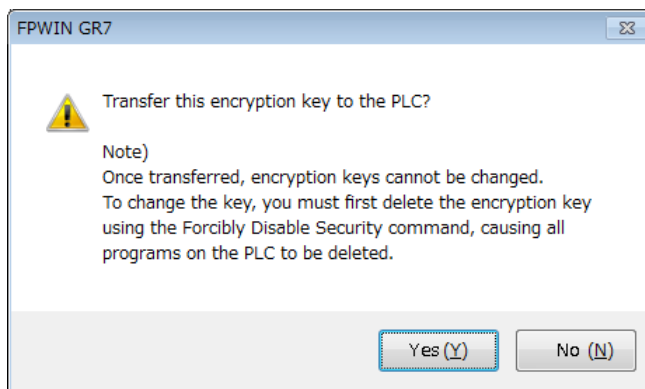 FPWIN GR7
Transfer this encryption key to the PLC?
Note)
Once transferred, encryption keys cannot be changed.
To change the key, you must first delete the encryption key
using the Forcibly Disable Security command, causing all
programs on the PLC to be deleted.
Yes (Y)
No (N)